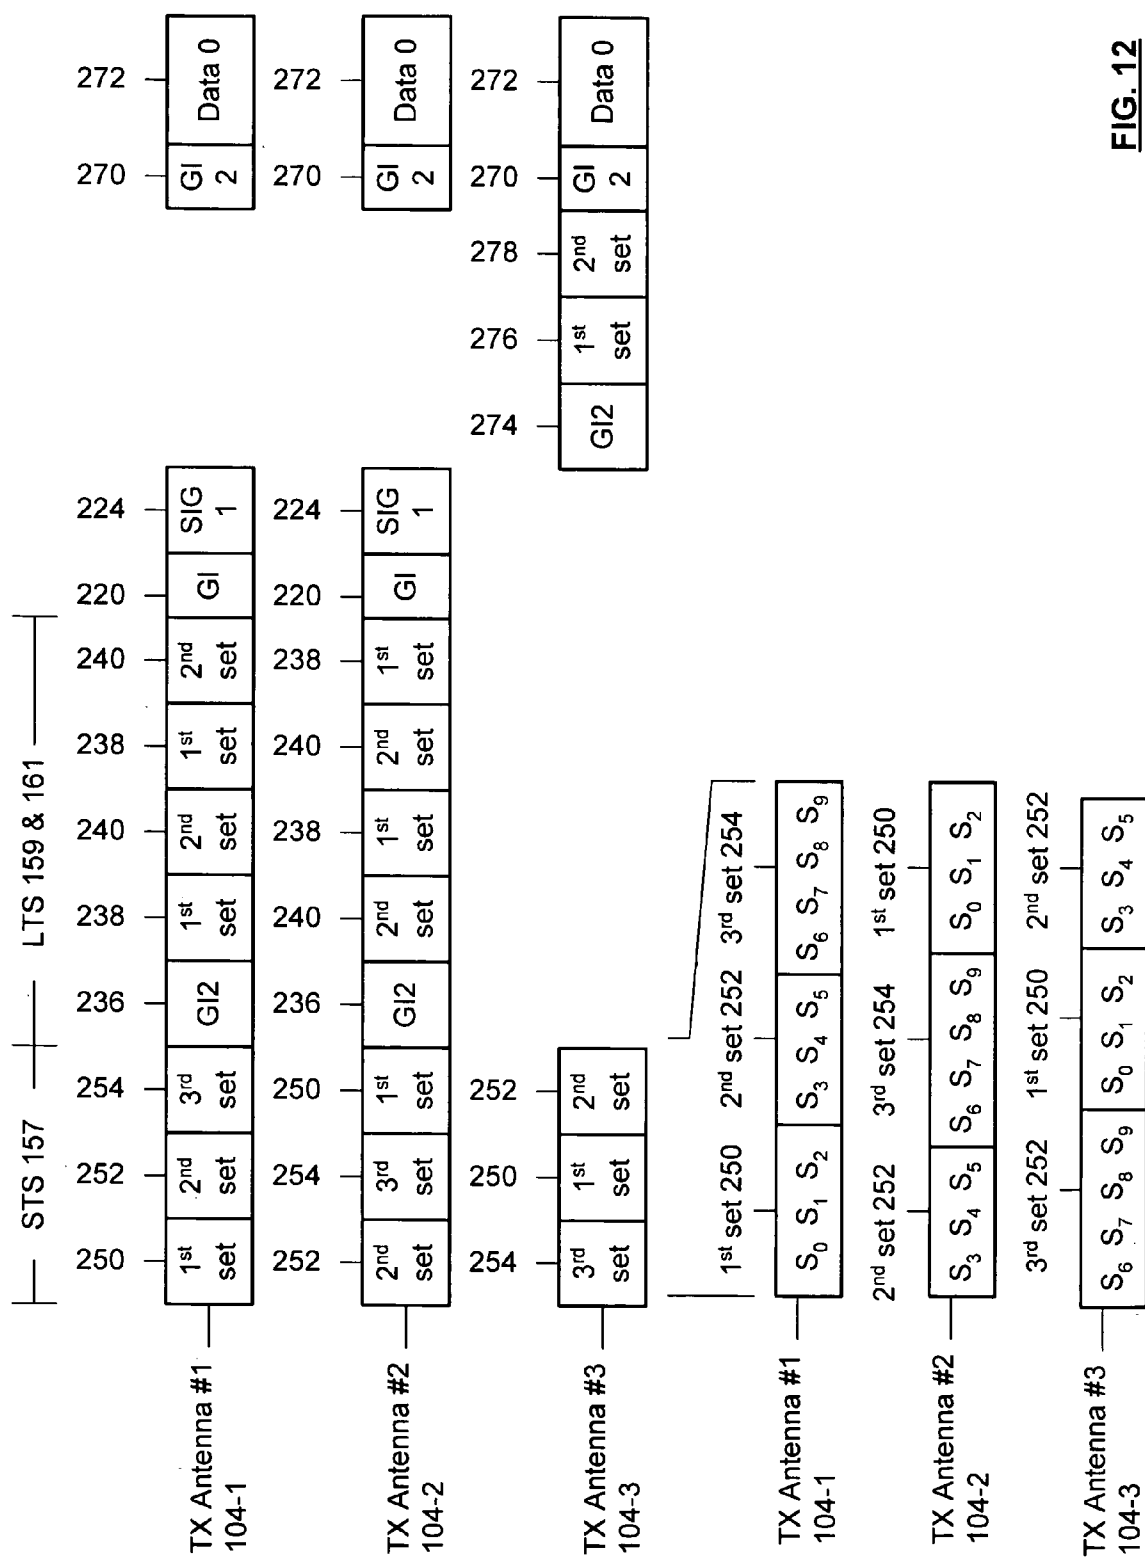 STS 157
LTS 159 & 161
250 252 254 236 238 240 238 240 220 224 270 272
TX Antenna #1
104-1
1st set 2nd set 3rd set GI2 1st set 2nd set 1st set 2nd set GI SIG 1 GI 2 Data 0
252 254 250 236 240 238 240 238 220 224 270 272
TX Antenna #2
104-2
2nd set 3rd set 1st set GI2 2nd set 1st set 2nd set 1st set GI SIG 1 GI 2 Data 0
254 250 252 274 276 278 270 272
TX Antenna #3
104-3
3rd set 1st set 2nd set GI2 1st set 2nd set GI 2 Data 0
1st set 250 2nd set 252 3rd set 254
TX Antenna #1
104-1
S0 S1 S2 S3 S4 S5 S6 S7 S8 S9
2nd set 252 3rd set 254 1st set 250
TX Antenna #2
104-2
S3 S4 S5 S6 S7 S8 S9 S0 S1 S2
3rd set 252 1st set 250 2nd set 252
TX Antenna #3
104-3
S6 S7 S8 S9 S0 S1 S2 S3 S4 S5
FIG. 12